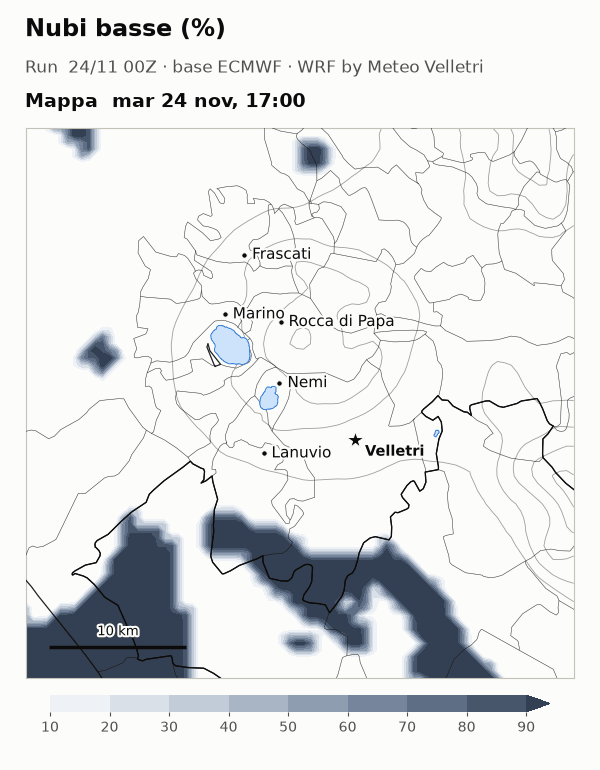 Nubi basse (%)
Run  24/11 00Z · base ECMWF · WRF by Meteo Velletri
Mappa  mar 24 nov, 17:00
Frascati
Marino
Rocca di Papa
Nemi
Velletri
Lanuvio
10 km
10 20 30 40 50 60 70 80 90